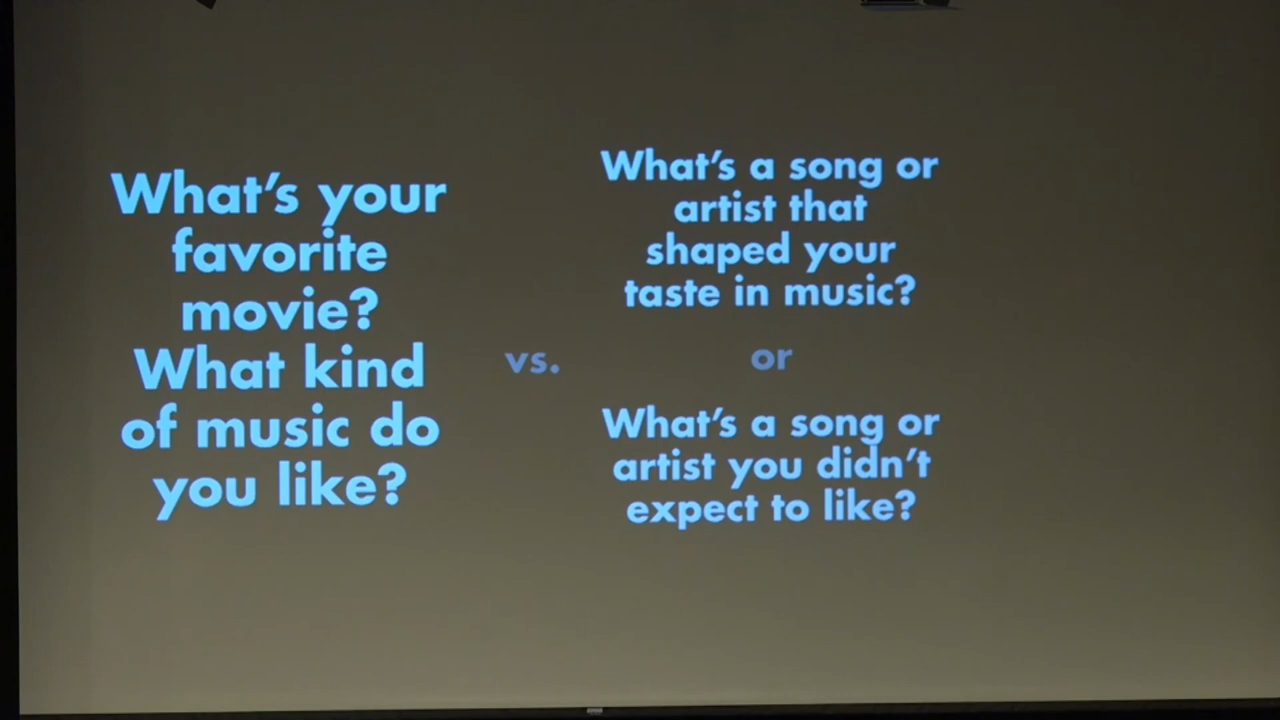 What's your
favorite
movie?
What kind
of music do
you like?
vs.
What's a song or
artist that
shaped your
taste in music?
or
What's a song or
artist you didn't
expect to like?